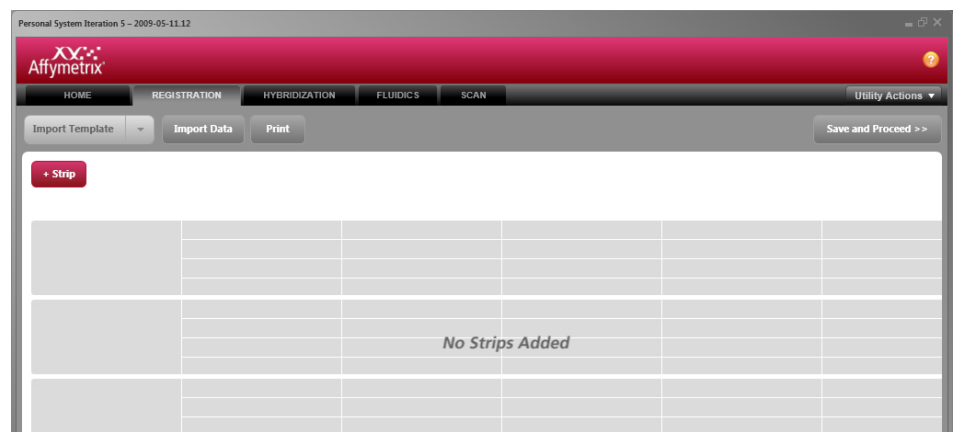 Personal System Iteration 5 – 2009-05-11.12
Affymetrix
?
HOME REGISTRATION HYBRIDIZATION FLUIDICS SCAN Utility Actions
Import Template Import Data Print Save and Proceed >>
+ Strip
No Strips Added